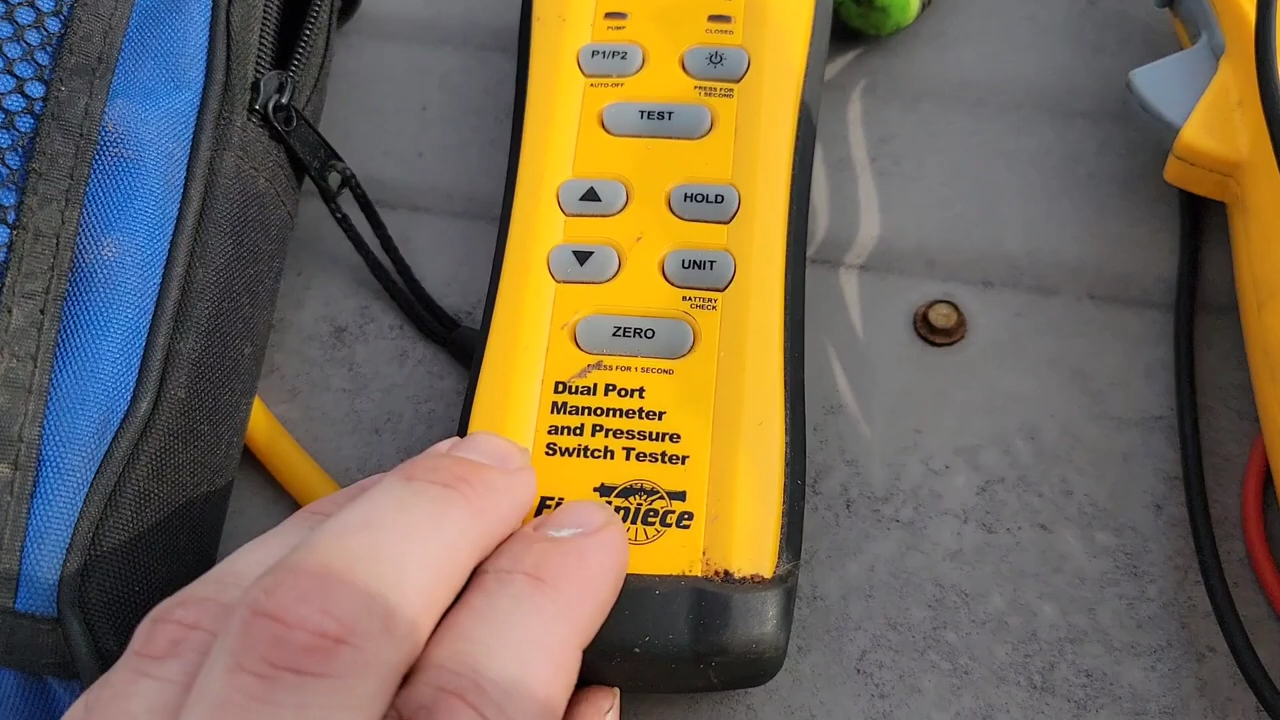 PUMP
CLOSED
P1/P2
AUTO-OFF
PRESS FOR
1 SECOND
TEST
HOLD
UNIT
BATTERY
CHECK
ZERO
PRESS FOR 1 SECOND
Dual Port
Manometer
and Pressure
Switch Tester
Fieldpiece